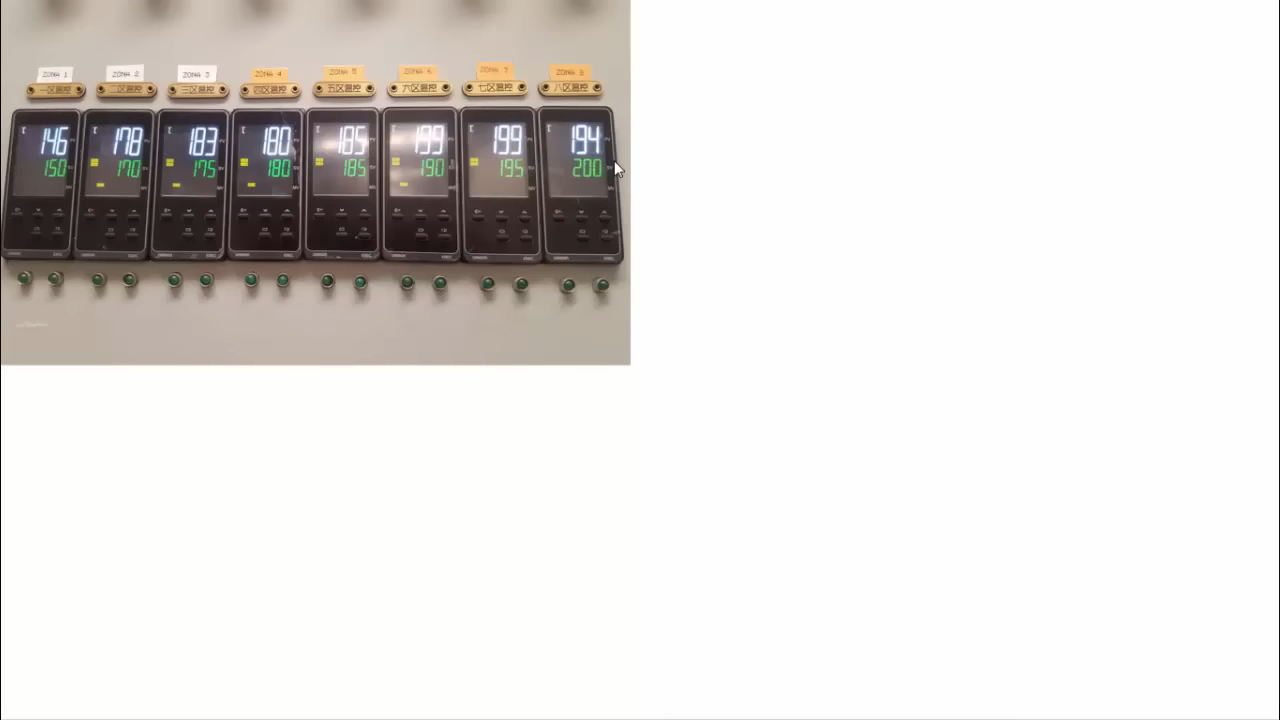 ZONA 1 ZONA 2 ZONA 3 ZONA 4 ZONA 5 ZONA 6 ZONA 7 ZONA 8
一区温控 二区温控 三区温控 四区温控 五区温控 六区温控 七区温控 八区温控
146 178 183 180 185 199 199 194
150 170 175 180 185 190 195 200